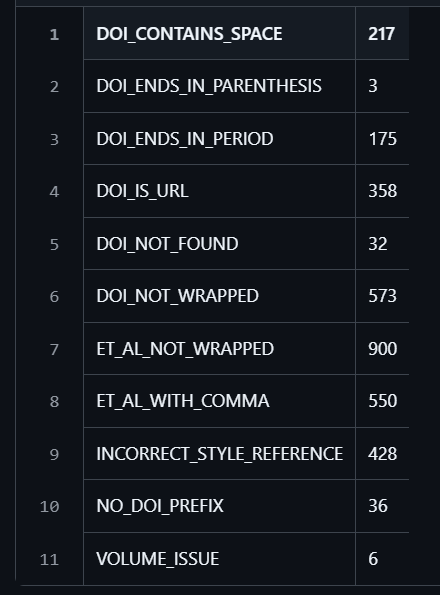 1 DOI_CONTAINS_SPACE 217
2 DOI_ENDS_IN_PARENTHESIS 3
3 DOI_ENDS_IN_PERIOD 175
4 DOI_IS_URL 358
5 DOI_NOT_FOUND 32
6 DOI_NOT_WRAPPED 573
7 ET_AL_NOT_WRAPPED 900
8 ET_AL_WITH_COMMA 550
9 INCORRECT_STYLE_REFERENCE 428
10 NO_DOI_PREFIX 36
11 VOLUME_ISSUE 6